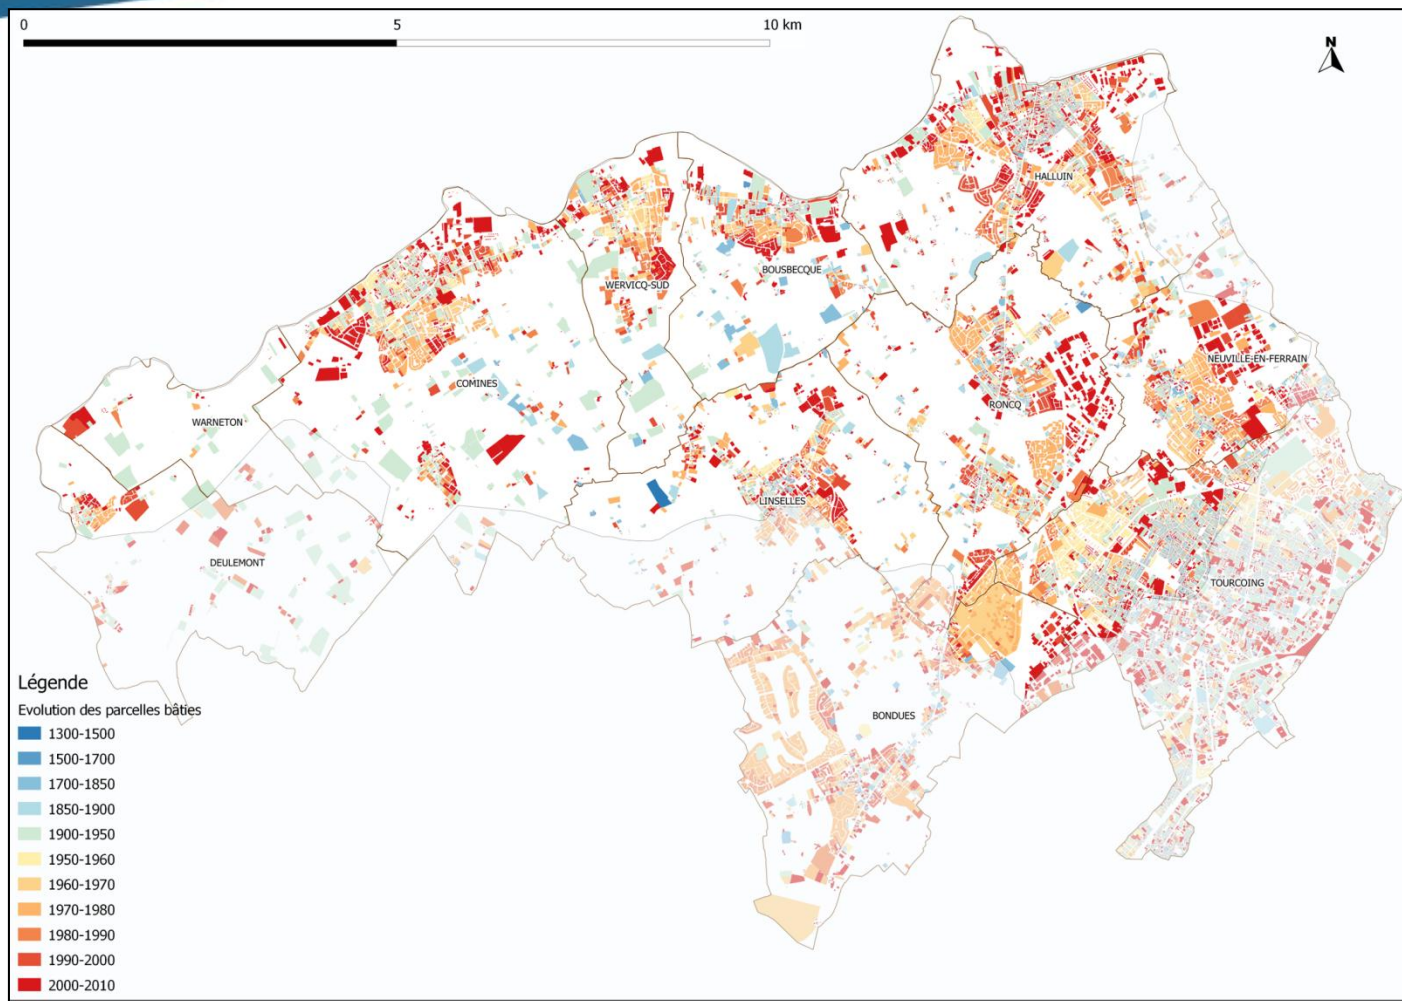 0 5 10 km
N
HALLUIN
BOUSBECQUE
WERVICQ-SUD
NEUVILLE-EN-FERRAIN
COMINES
RONCQ
WARNETON
LINSELLES
DEULEMONT
TOURCOING
BONDUES
Légende
Evolution des parcelles bâties
1300-1500
1500-1700
1700-1850
1850-1900
1900-1950
1950-1960
1960-1970
1970-1980
1980-1990
1990-2000
2000-2010